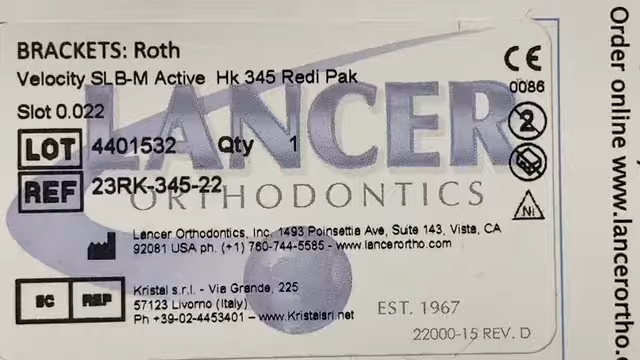 BRACKETS: Roth
Velocity SLB-M Active Hk 345 Redi Pak
Slot 0.022
LOT 4401532 Qty 1
REF 23RK-345-22
CE
0086
2
Ni
LANCER
ORTHODONTICS
Lancer Orthodontics, Inc. 1493 Poinsettia Ave, Suite 143, Vista, CA
92081 USA ph. (+1) 760-744-5585 - www.lancerortho.com
EC REP
Kristal s.r.l. - Via Grande, 225
57123 Livorno (Italy)
Ph +39-02-4453401 – www.Kristalsrl.net
EST. 1967
22000-15 REV. D
Order online www.lancerortho.